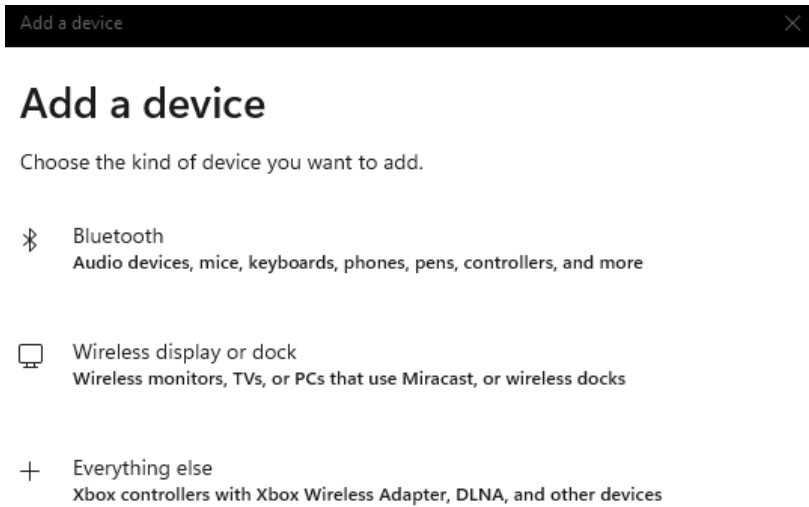 Add a device
Add a device
Choose the kind of device you want to add.
Bluetooth
Audio devices, mice, keyboards, phones, pens, controllers, and more
Wireless display or dock
Wireless monitors, TVs, or PCs that use Miracast, or wireless docks
Everything else
Xbox controllers with Xbox Wireless Adapter, DLNA, and other devices